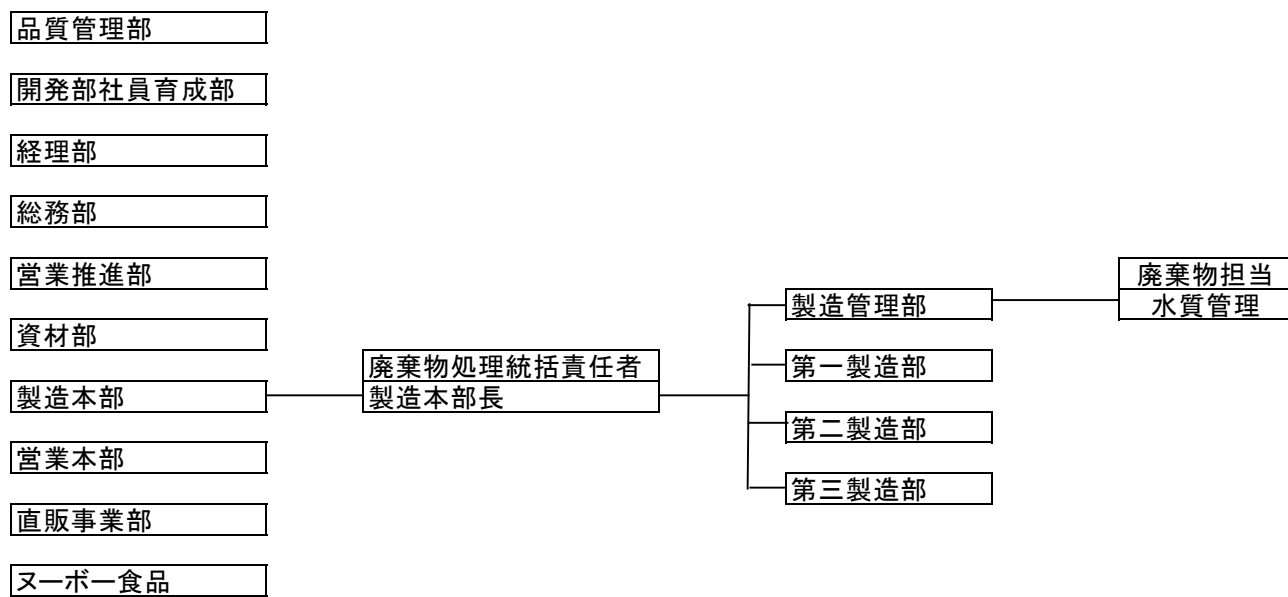 品質管理部
開発部社員育成部
経理部
総務部
営業推進部
資材部
製造本部
営業本部
直販事業部
ヌーボー食品
廃棄物処理統括責任者
製造本部長
製造管理部
第一製造部
第二製造部
第三製造部
廃棄物担当
水質管理